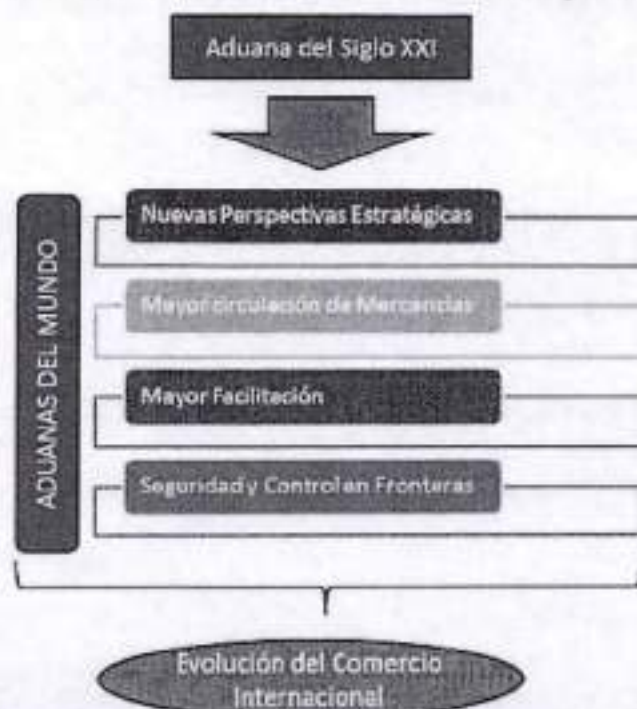 Aduana del Siglo XXI
ADUANAS DEL MUNDO
Nuevas Perspectivas Estratégicas
Mayor circulación de Mercancías
Mayor Facilitación
Seguridad y Control en Fronteras
Evolución del Comercio
Internacional